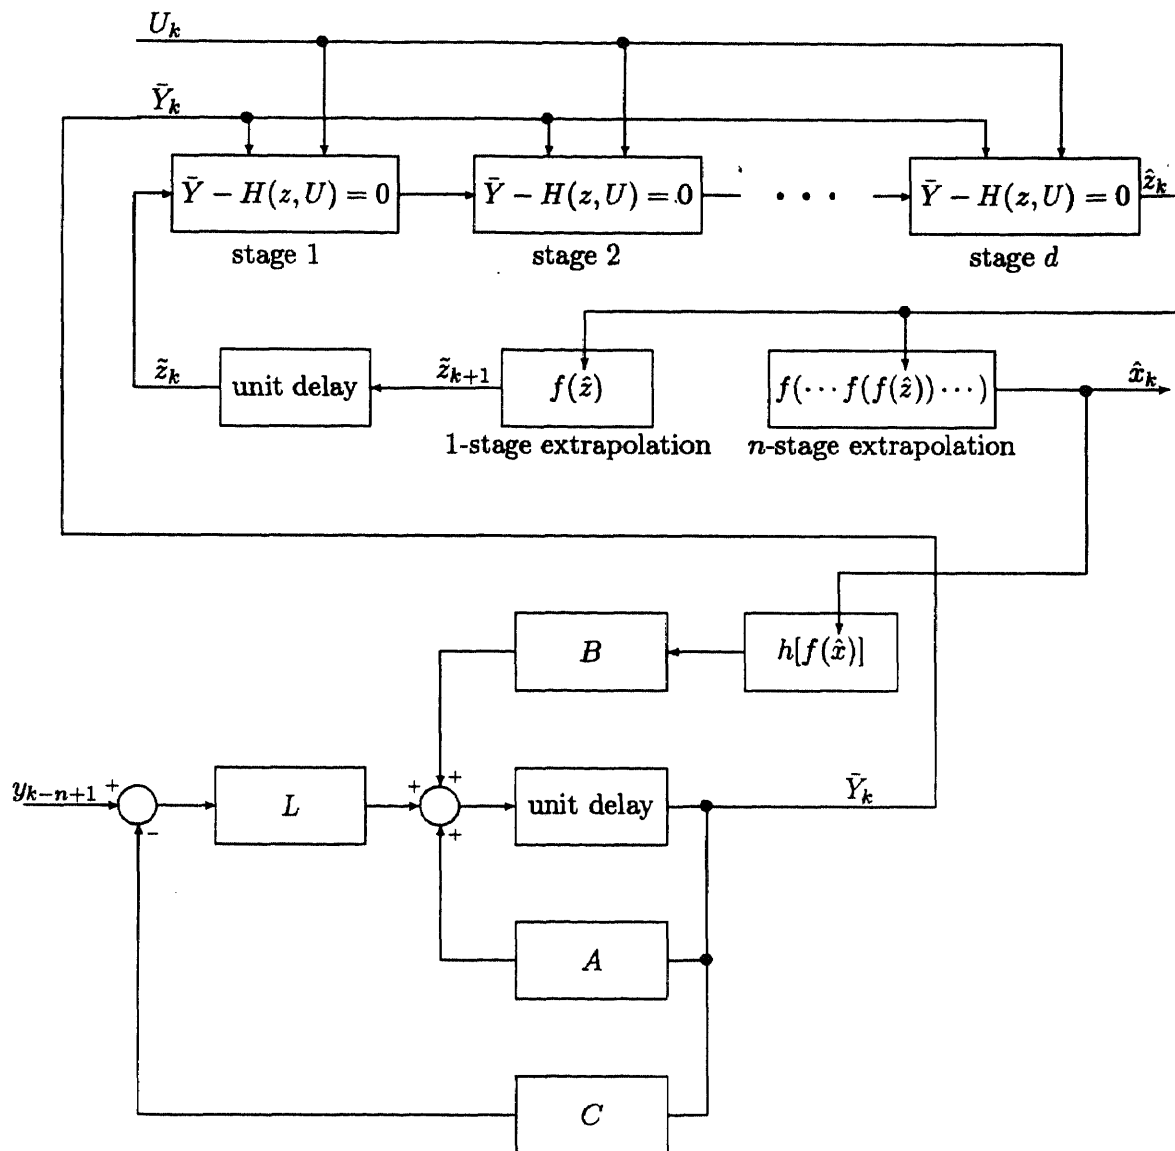 U_k
Ȳ_k
Ȳ − H(z, U) = 0
Ȳ − H(z, U) = 0
· · ·
Ȳ − H(z, U) = 0
ẑ_k
stage 1
stage 2
stage d
z̃_k
unit delay
z̃_{k+1}
f(ẑ)
f(··· f(f(ẑ)) ···)
x̂_k
1-stage extrapolation
n-stage extrapolation
B
h[f(x̂)]
y_{k−n+1}
+
−
L
+
+
+
unit delay
Ȳ_k
A
C